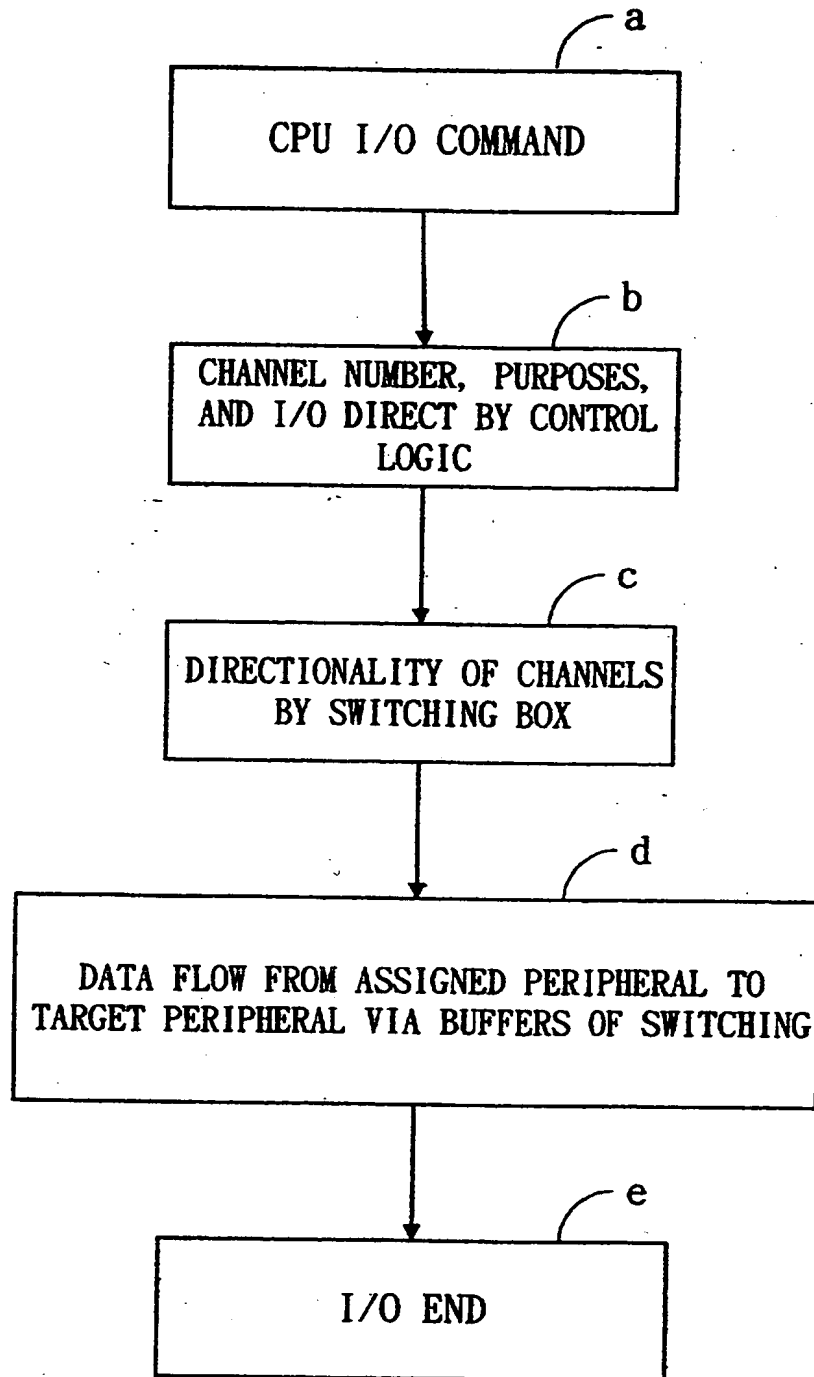 a
CPU I/O COMMAND
b
CHANNEL NUMBER, PURPOSES,
AND I/O DIRECT BY CONTROL
LOGIC
c
DIRECTIONALITY OF CHANNELS
BY SWITCHING BOX
d
DATA FLOW FROM ASSIGNED PERIPHERAL TO
TARGET PERIPHERAL VIA BUFFERS OF SWITCHING
e
I/O END